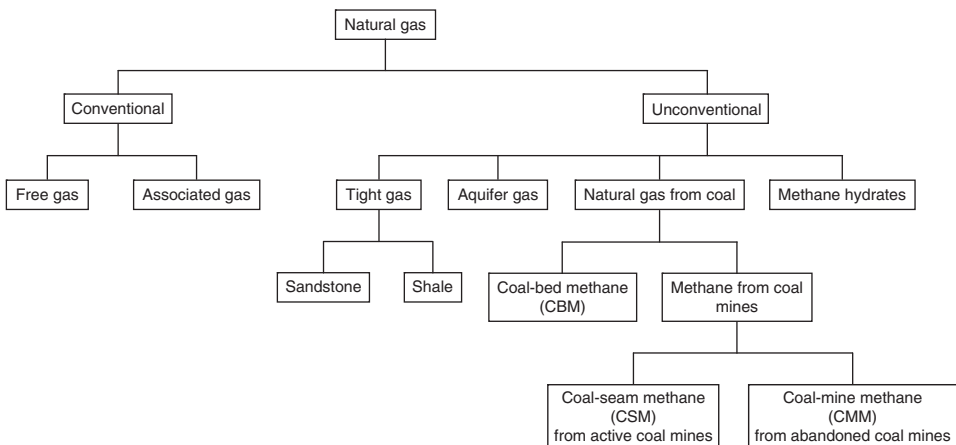 Natural gas
Conventional
Unconventional
Free gas
Associated gas
Tight gas
Aquifer gas
Natural gas from coal
Methane hydrates
Sandstone
Shale
Coal-bed methane
(CBM)
Methane from coal
mines
Coal-seam methane
(CSM)
from active coal mines
Coal-mine methane
(CMM)
from abandoned coal mines